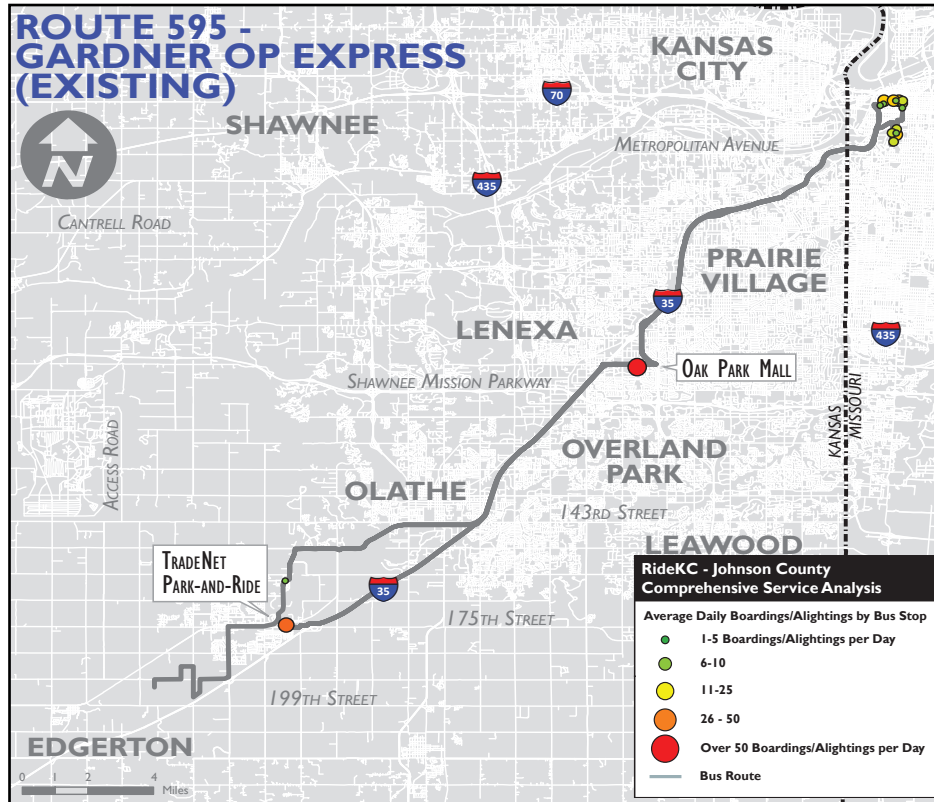 ROUTE 595 -
GARDNER OP EXPRESS
(EXISTING)
KANSAS
CITY
70
SHAWNEE
N
METROPOLITAN AVENUE
435
CANTRELL ROAD
PRAIRIE
VILLAGE
35
LENEXA
435
OAK PARK MALL
SHAWNEE MISSION PARKWAY
KANSAS
MISSOURI
ACCESS ROAD
OVERLAND
PARK
OLATHE
143RD STREET
LEAWOOD
TRADENET
PARK-AND-RIDE
35
175TH STREET
199TH STREET
EDGERTON
0 1 2 4
Miles
RideKC - Johnson County
Comprehensive Service Analysis
Average Daily Boardings/Alightings by Bus Stop
1-5 Boardings/Alightings per Day
6-10
11-25
26 - 50
Over 50 Boardings/Alightings per Day
Bus Route